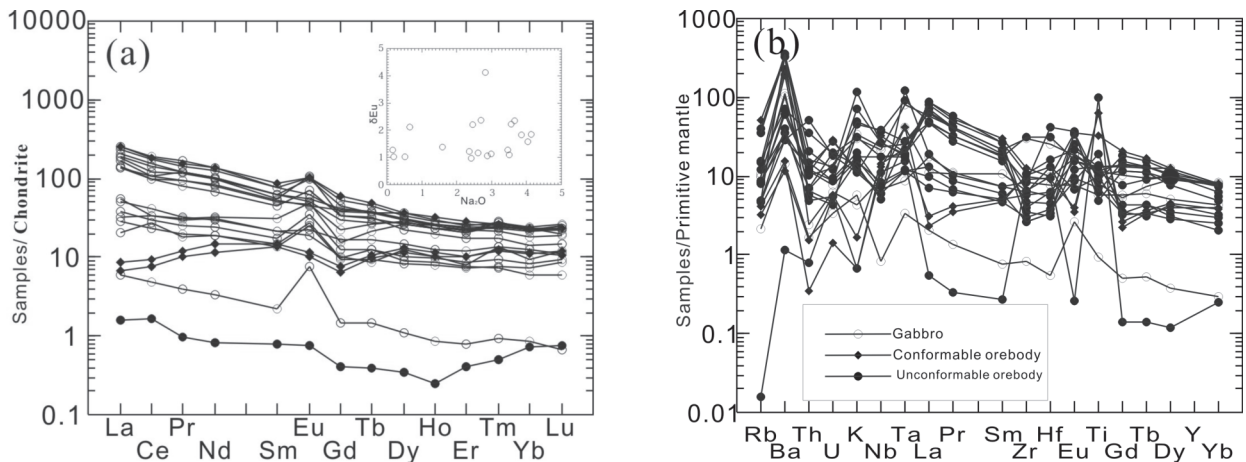 (a)
10000
1000
100
10
1
0.1
Samples/ Chondrite
La Ce Pr Nd Sm Eu Gd Tb Dy Ho Er Tm Yb Lu
5
4
3
2
1
0
δEu
0 1 2 3 4 5
Na₂O
(b)
1000
100
10
1
0.1
0.01
Samples/Primitive mantle
Gabbro
Conformable orebody
Unconformable orebody
Rb Ba Th U K Nb Ta La Pr Sm Zr Hf Eu Ti Gd Tb Dy Y Yb